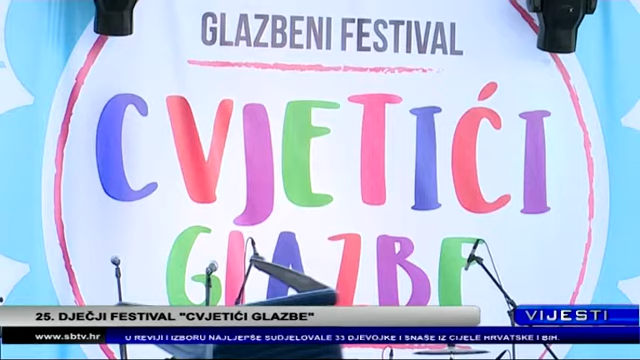 GLAZBENI FESTIVAL
CVJETIĆI
GLAZBE
25. DJEČJI FESTIVAL "CVJETIĆI GLAZBE"
VIJESTI
www.sbtv.hr
U REVIJI I IZBORU NAJLJEPŠE SUDJELOVALE 33 DJEVOJKE I SNAŠE IZ CIJELE HRVATSKE I BIH.